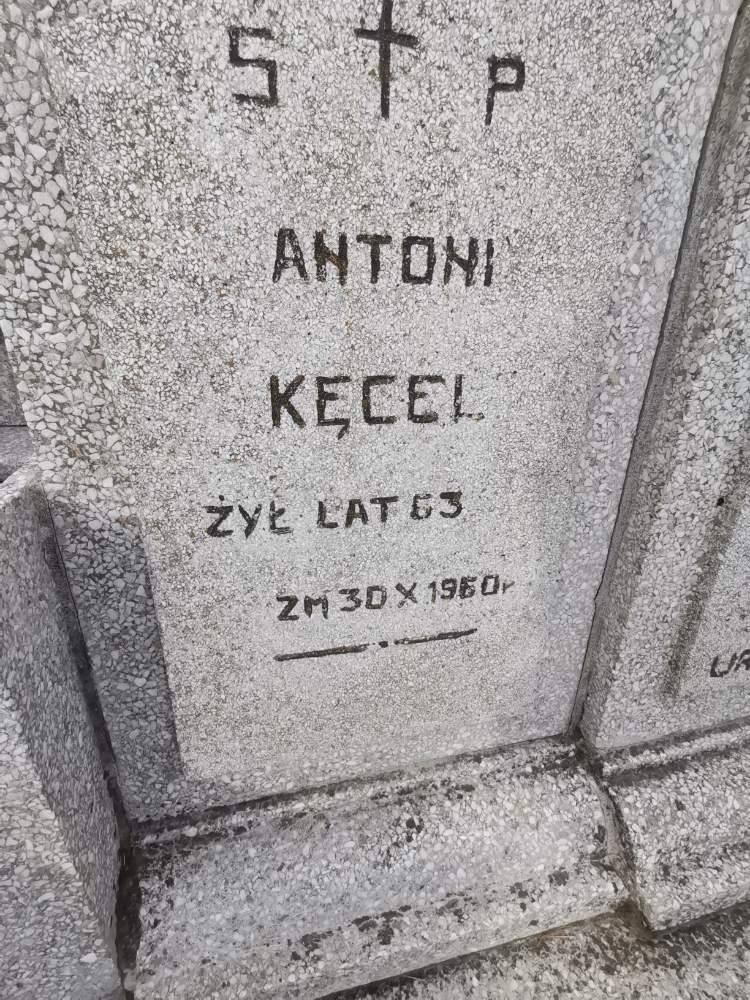 S † P
ANTONI
KĘCEL
ŻYŁ LAT 63
ZM 30 X 1960 r